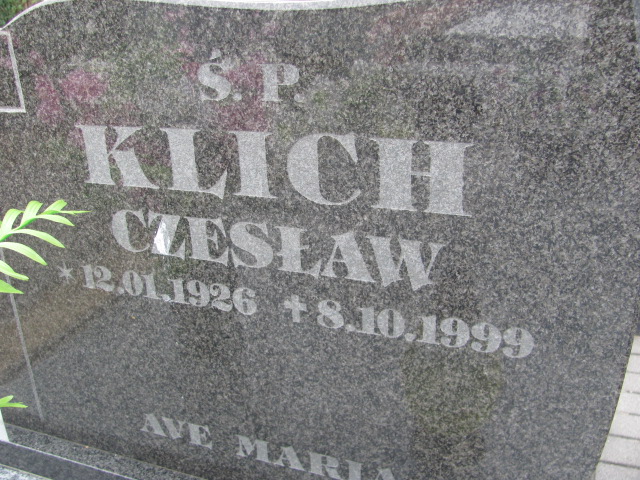 Ś. P.
KLICH
CZESŁAW
* 12.01.1926 + 8.10.1999
AVE MARIA